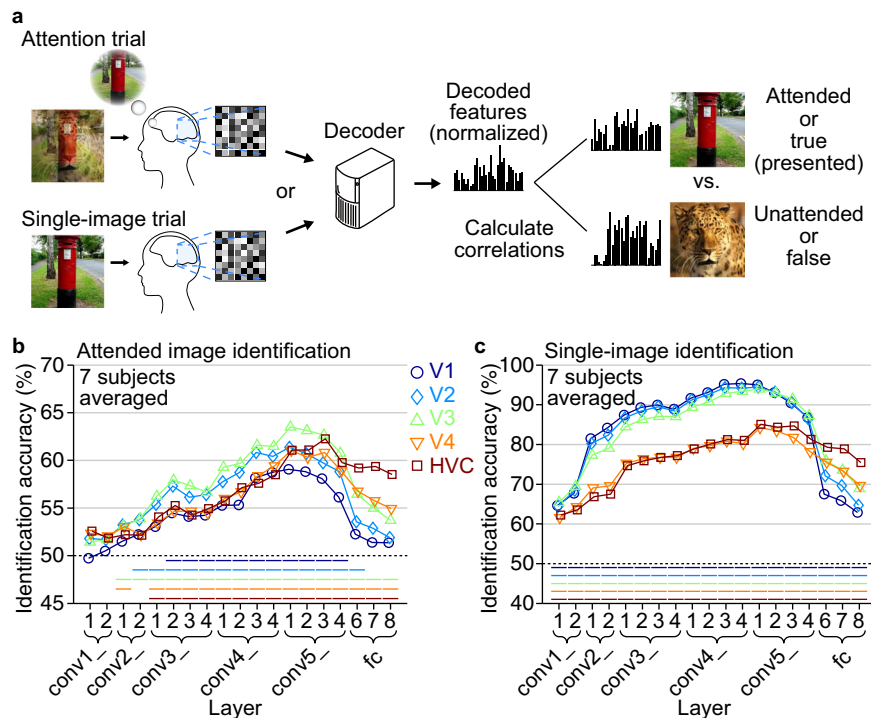 a
Attention trial
Single-image trial
or
Decoder
Decoded
features
(normalized)
Calculate
correlations
Attended
or
true
(presented)
vs.
Unattended
or
false
b
Attended image identification
7 subjects
averaged
Identification accuracy (%)
70
65
60
55
50
45
V1
V2
V3
V4
HVC
1 2 1 2 1 2 3 4 1 2 3 4 1 2 3 4 6 7 8
conv1_ conv2_ conv3_ conv4_ conv5_ fc
Layer
c
Single-image identification
7 subjects
averaged
Identification accuracy (%)
100
90
80
70
60
50
40
1 2 1 2 1 2 3 4 1 2 3 4 1 2 3 4 6 7 8
conv1_ conv2_ conv3_ conv4_ conv5_ fc
Layer